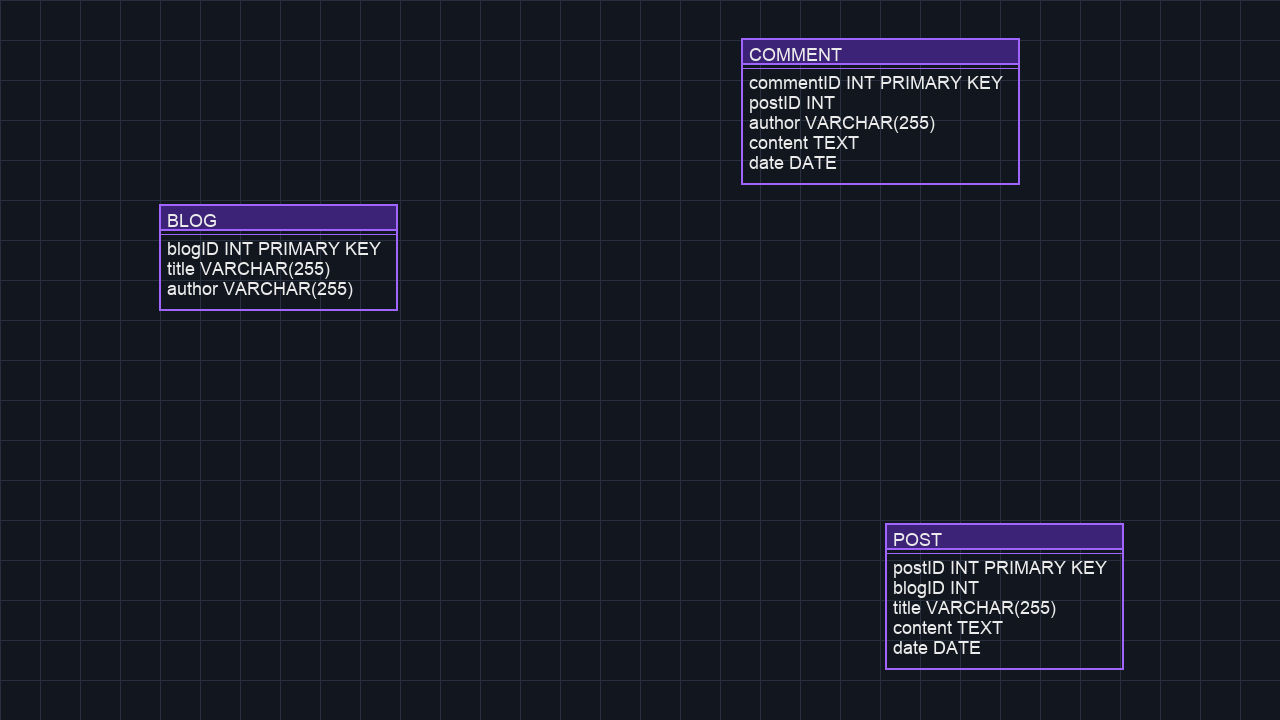 COMMENT
commentID INT PRIMARY KEY
postID INT
author VARCHAR(255)
content TEXT
date DATE
BLOG
blogID INT PRIMARY KEY
title VARCHAR(255)
author VARCHAR(255)
POST
postID INT PRIMARY KEY
blogID INT
title VARCHAR(255)
content TEXT
date DATE